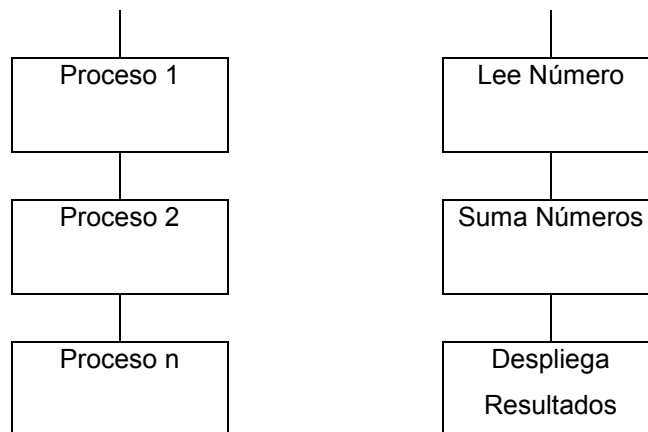 Proceso 1
Proceso 2
Proceso n
Lee Número
Suma Números
Despliega
Resultados